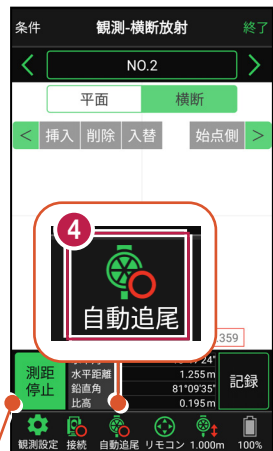 条件 観測-横断放射 終了
< NO.2 >
平面 横断
< 挿入 削除 入替 始点側 >
4
自動追尾
359
24"
測距停止
水平距離 1.255m
鉛直角 81°09'35"
比高 0.195m
記録
観測設定 接続 自動追尾 リモコン 1.000m 100%